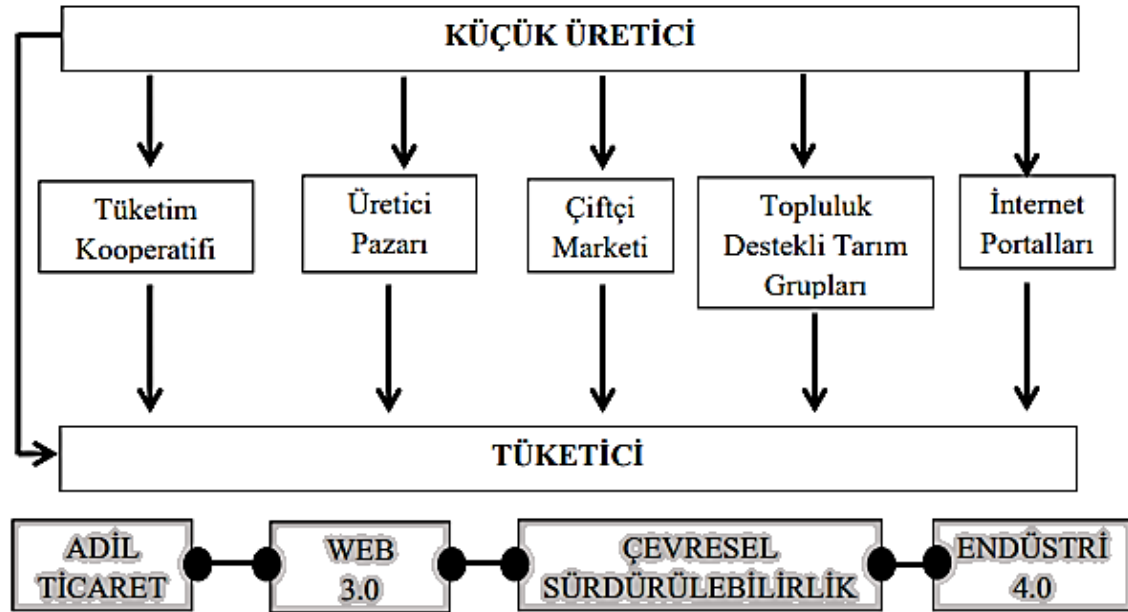 KÜÇÜK ÜRETİCİ
Tüketim
Kooperatifi
Üretici
Pazarı
Çiftçi
Marketi
Topluluk
Destekli Tarım
Grupları
İnternet
Portalları
TÜKETİCİ
ADİL
TİCARET
WEB
3.0
ÇEVRESEL
SÜRDÜRÜLEBİLİRLİK
ENDÜSTRİ
4.0